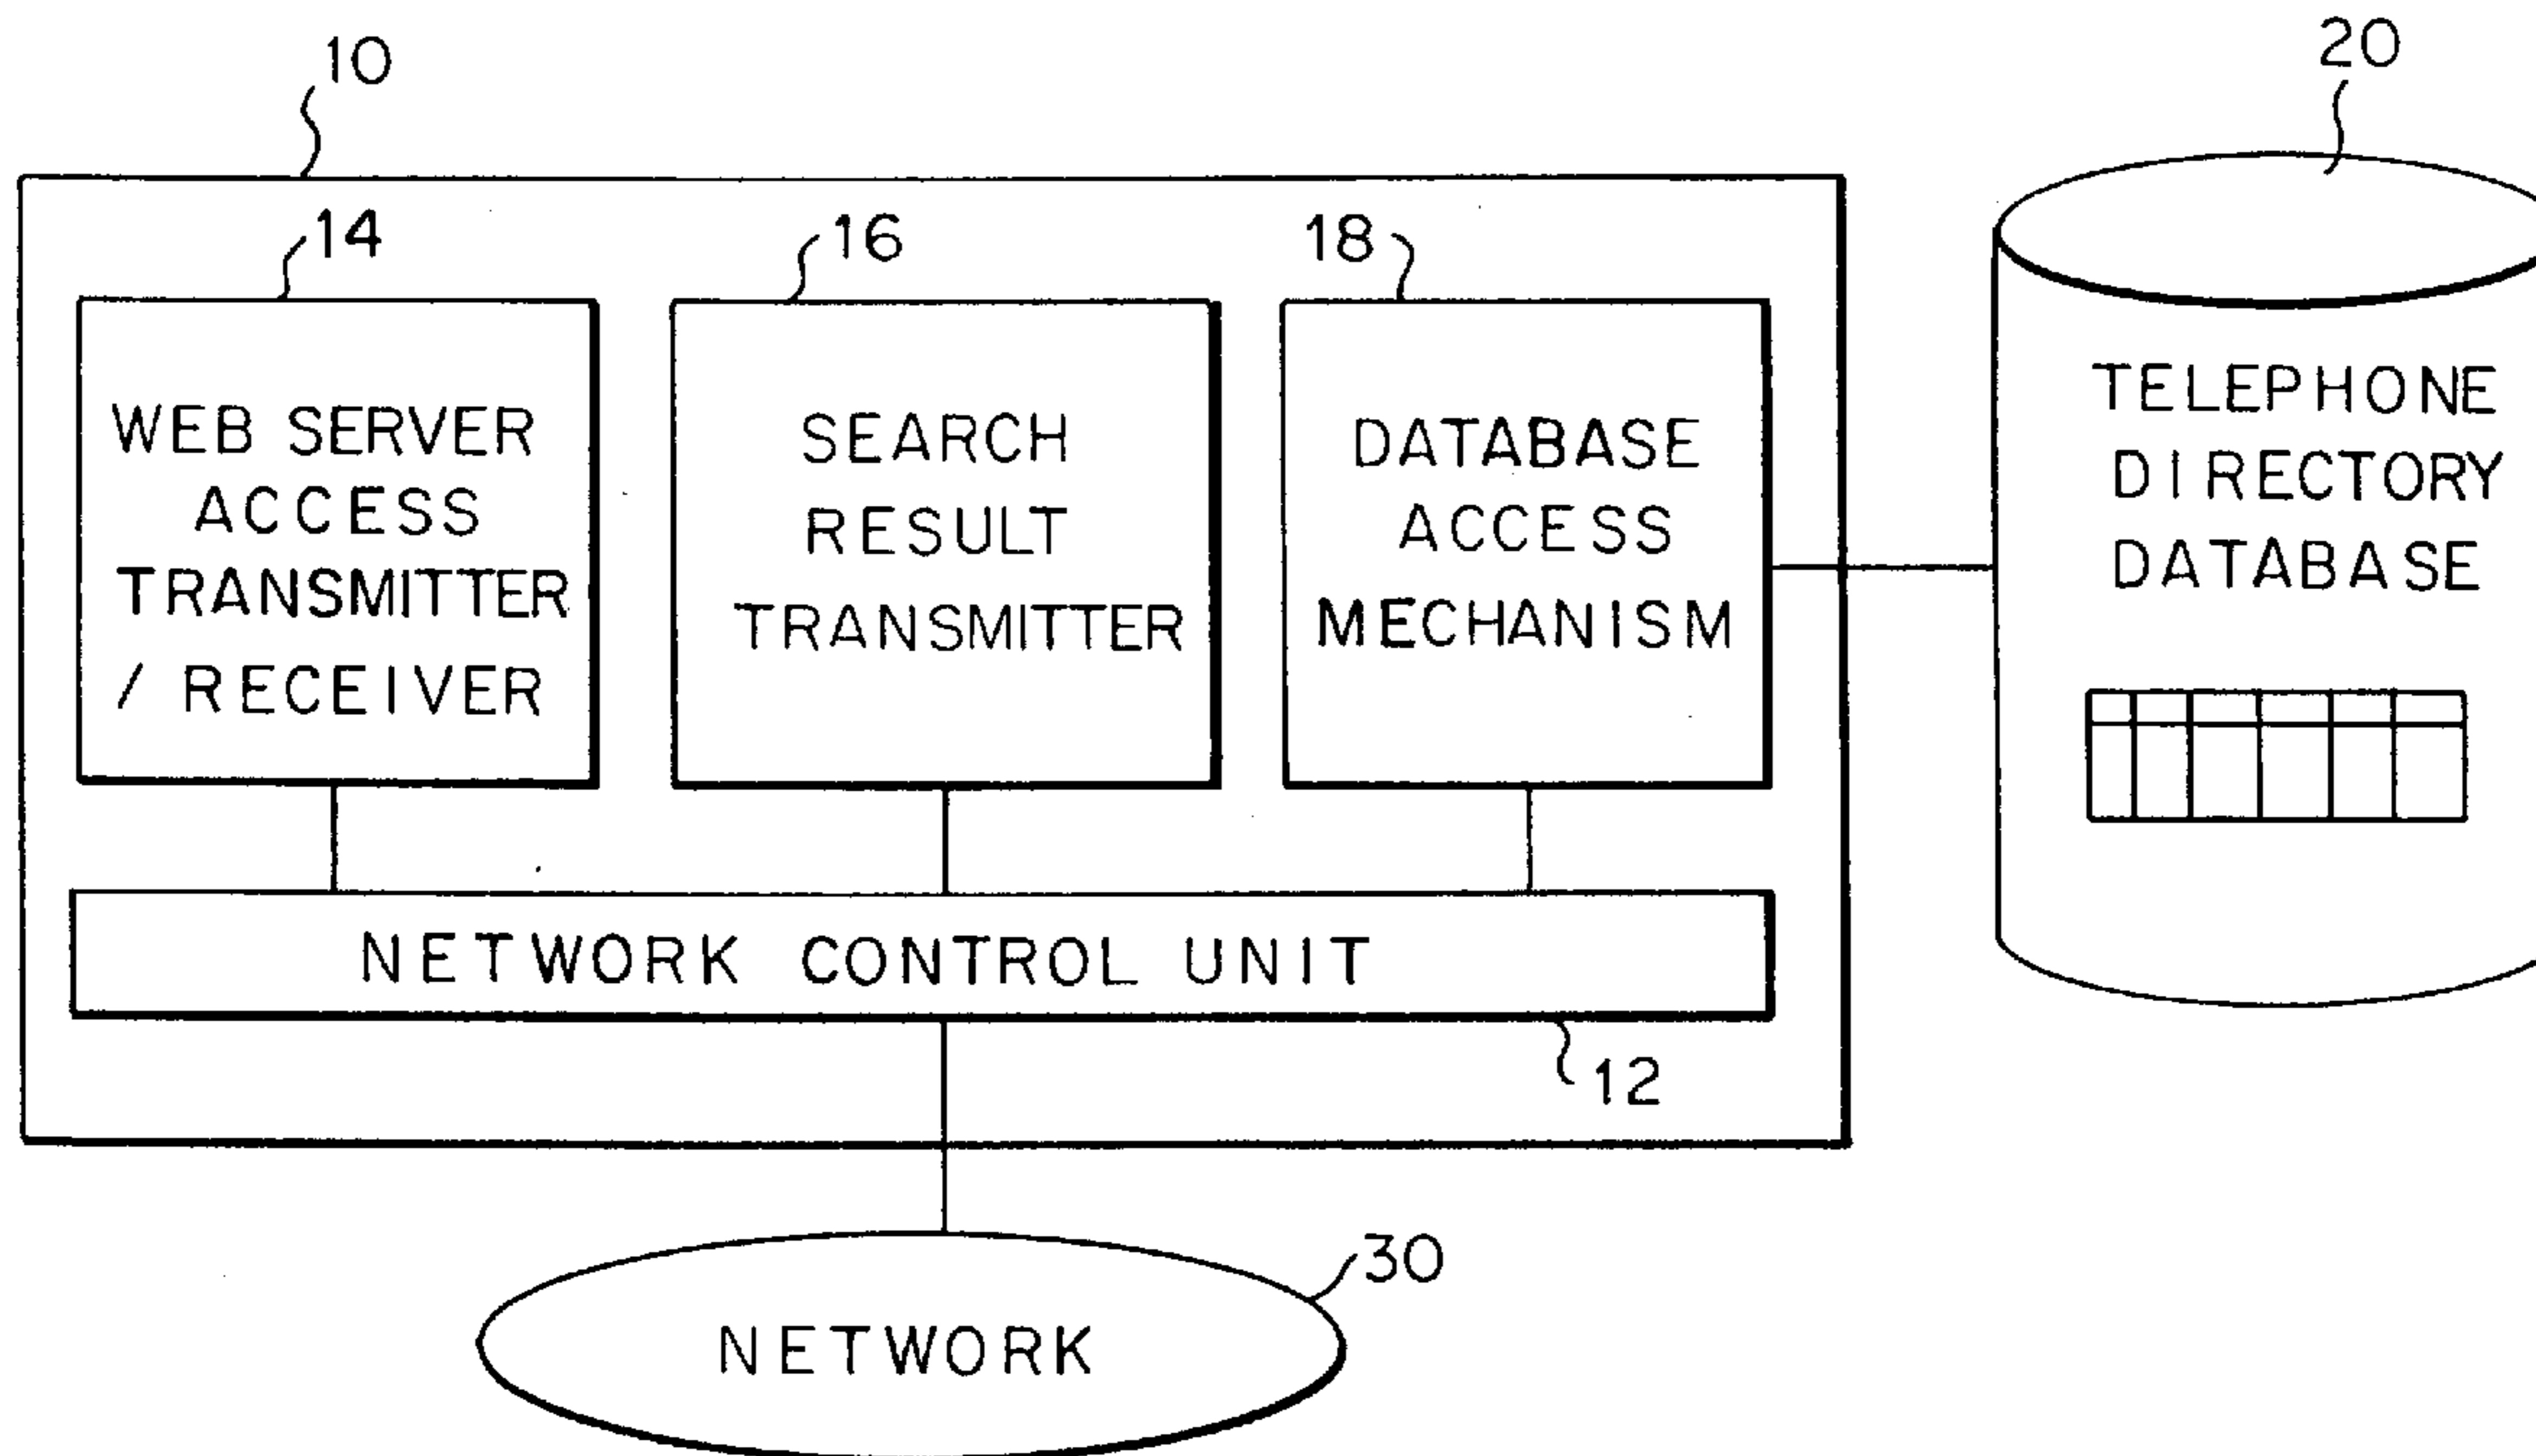 10
20
14
16
18
WEB SERVER
ACCESS
TRANSMITTER
/ RECEIVER
SEARCH
RESULT
TRANSMITTER
DATABASE
ACCESS
MECHANISM
TELEPHONE
DIRECTORY
DATABASE
NETWORK CONTROL UNIT
12
30
NETWORK